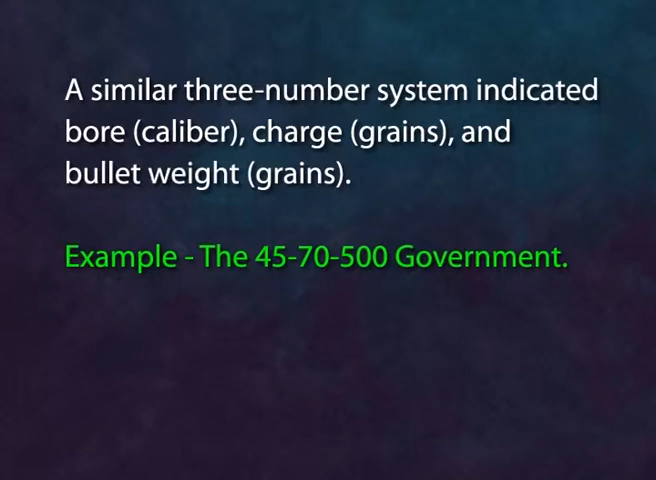 A similar three-number system indicated
bore (caliber), charge (grains), and
bullet weight (grains).
Example - The 45-70-500 Government.